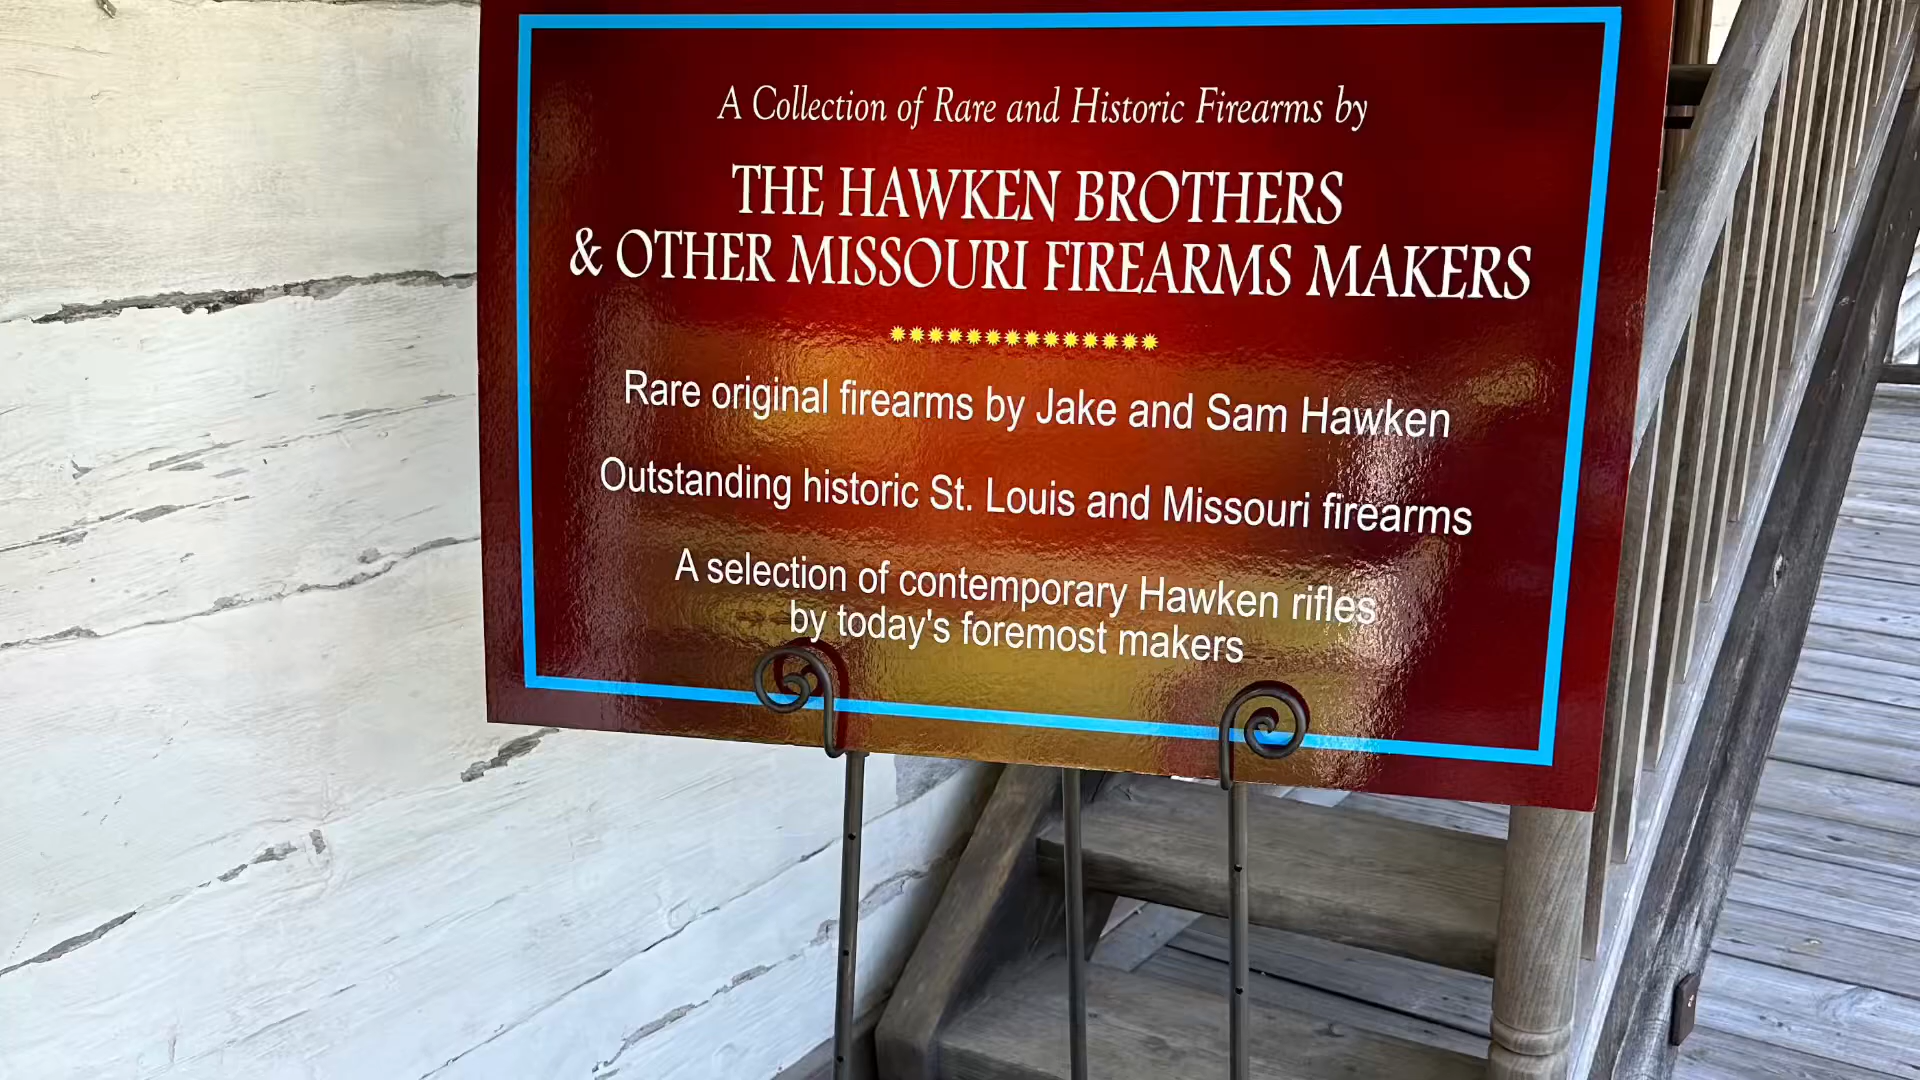 A Collection of Rare and Historic Firearms by
THE HAWKEN BROTHERS
& OTHER MISSOURI FIREARMS MAKERS
Rare original firearms by Jake and Sam Hawken
Outstanding historic St. Louis and Missouri firearms
A selection of contemporary Hawken rifles
by today's foremost makers